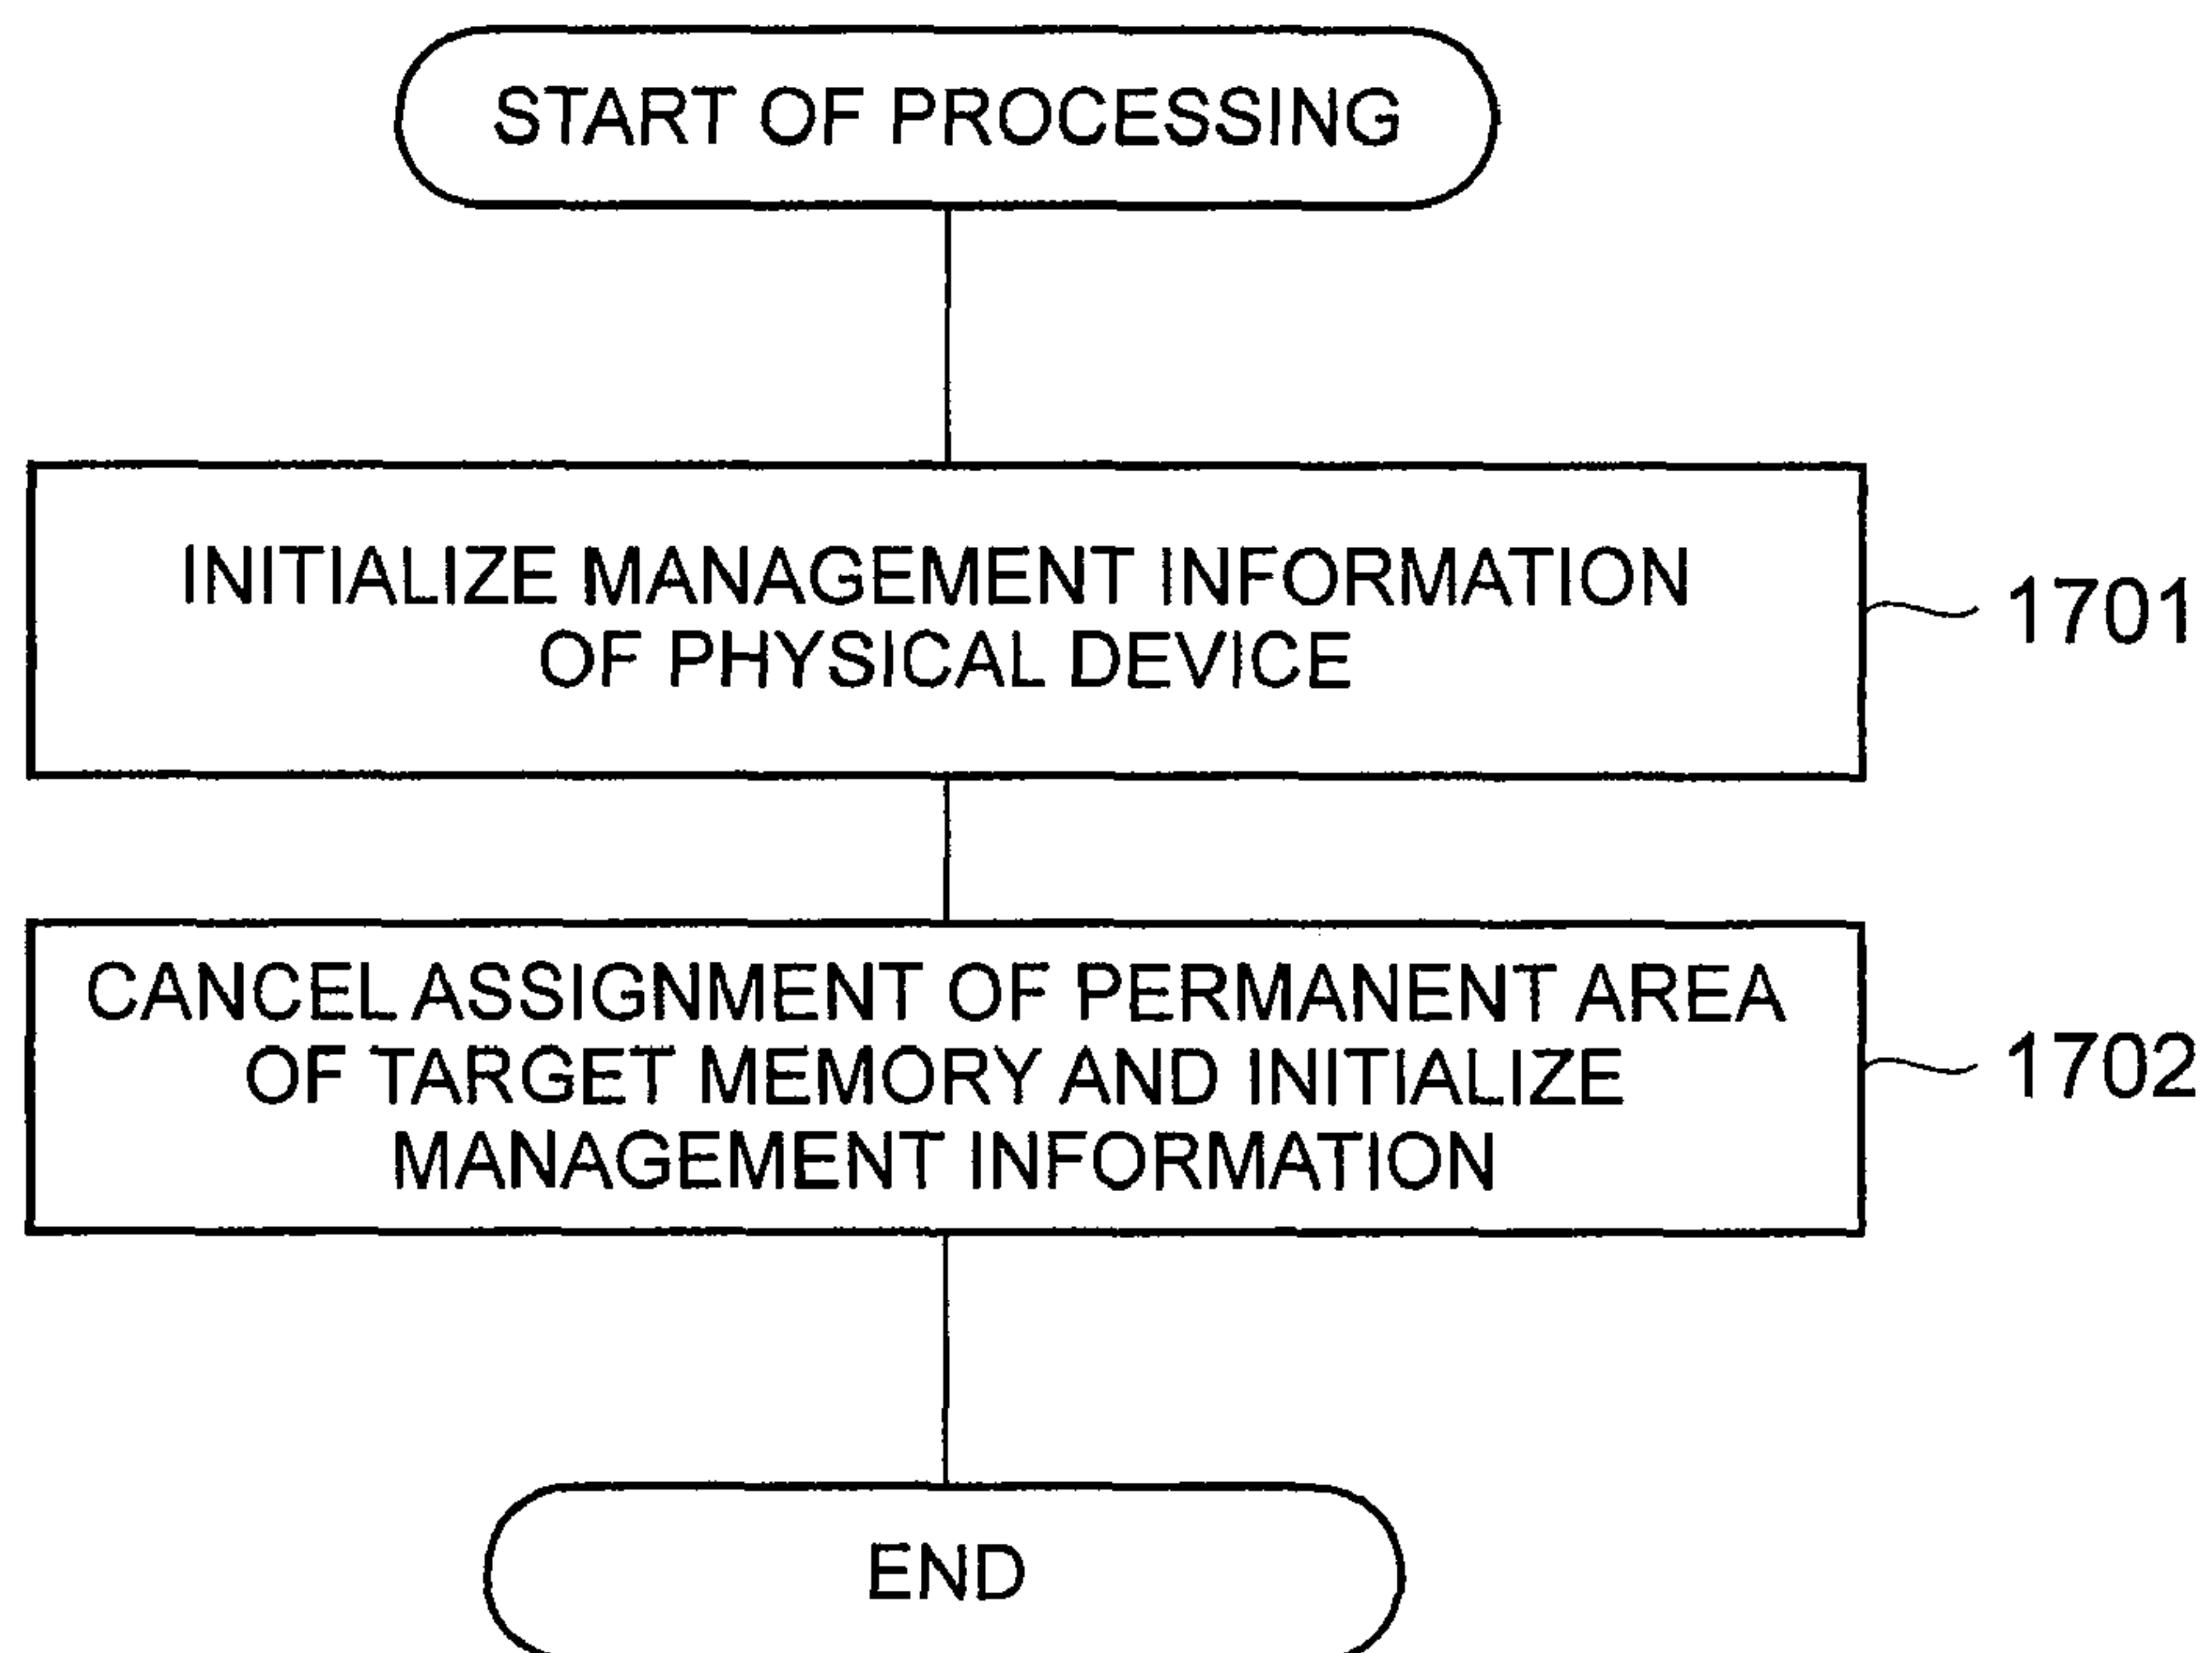 START OF PROCESSING
INITIALIZE MANAGEMENT INFORMATION
OF PHYSICAL DEVICE
1701
CANCEL ASSIGNMENT OF PERMANENT AREA
OF TARGET MEMORY AND INITIALIZE
MANAGEMENT INFORMATION
1702
END